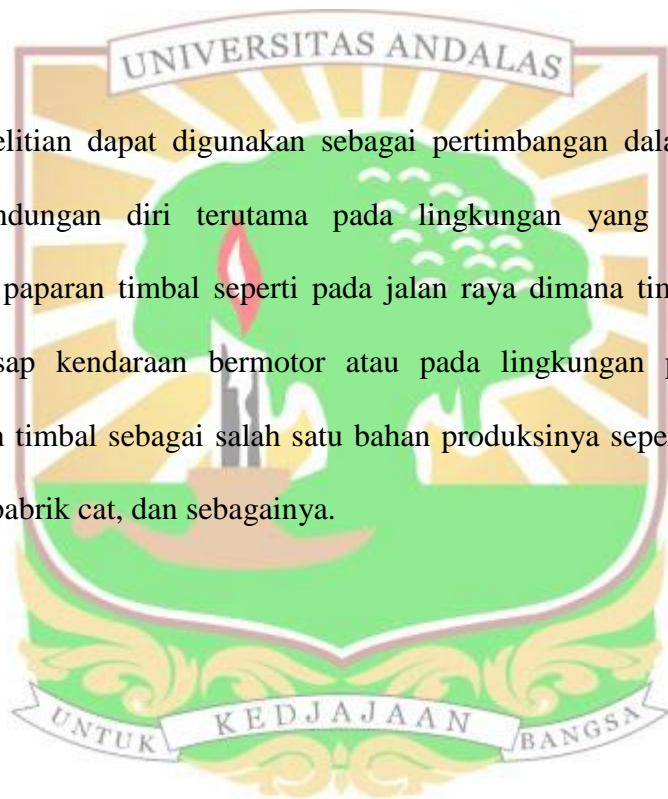 UNIVERSITAS ANDALAS
elitian dapat digunakan sebagai pertimbangan dala
ndungan diri terutama pada lingkungan yang
paparan timbal seperti pada jalan raya dimana tim
sap kendaraan bermotor atau pada lingkungan p
n timbal sebagai salah satu bahan produksinya sepe
pabrik cat, dan sebagainya.
UNTUK KEDJAJAAN BANGSA